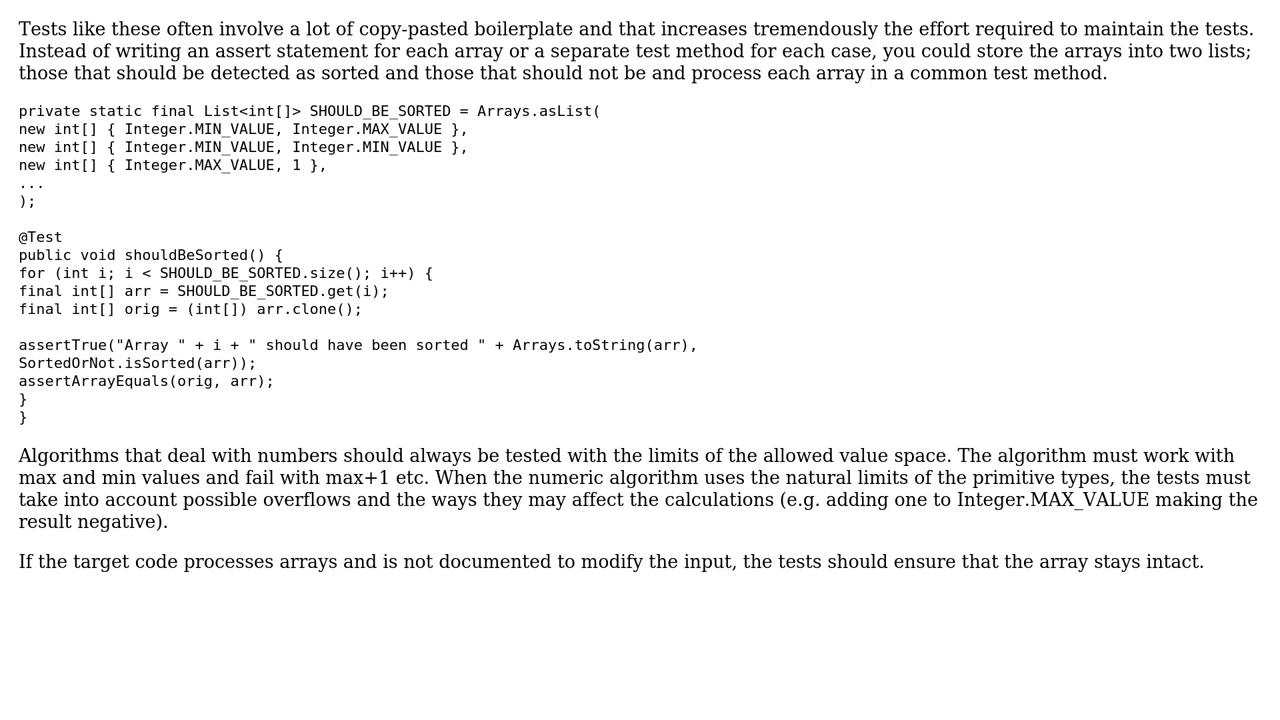 Tests like these often involve a lot of copy-pasted boilerplate and that increases tremendously the effort required to maintain the tests.
Instead of writing an assert statement for each array or a separate test method for each case, you could store the arrays into two lists;
those that should be detected as sorted and those that should not be and process each array in a common test method.
private static final List<int[]> SHOULD_BE_SORTED = Arrays.asList(
new int[] { Integer.MIN_VALUE, Integer.MAX_VALUE },
new int[] { Integer.MIN_VALUE, Integer.MIN_VALUE },
new int[] { Integer.MAX_VALUE, 1 },
...
);
@Test
public void shouldBeSorted() {
for (int i; i < SHOULD_BE_SORTED.size(); i++) {
final int[] arr = SHOULD_BE_SORTED.get(i);
final int[] orig = (int[]) arr.clone();
assertTrue("Array " + i + " should have been sorted " + Arrays.toString(arr),
SortedOrNot.isSorted(arr));
assertArrayEquals(orig, arr);
}
}
Algorithms that deal with numbers should always be tested with the limits of the allowed value space. The algorithm must work with
max and min values and fail with max+1 etc. When the numeric algorithm uses the natural limits of the primitive types, the tests must
take into account possible overflows and the ways they may affect the calculations (e.g. adding one to Integer.MAX_VALUE making the
result negative).
If the target code processes arrays and is not documented to modify the input, the tests should ensure that the array stays intact.